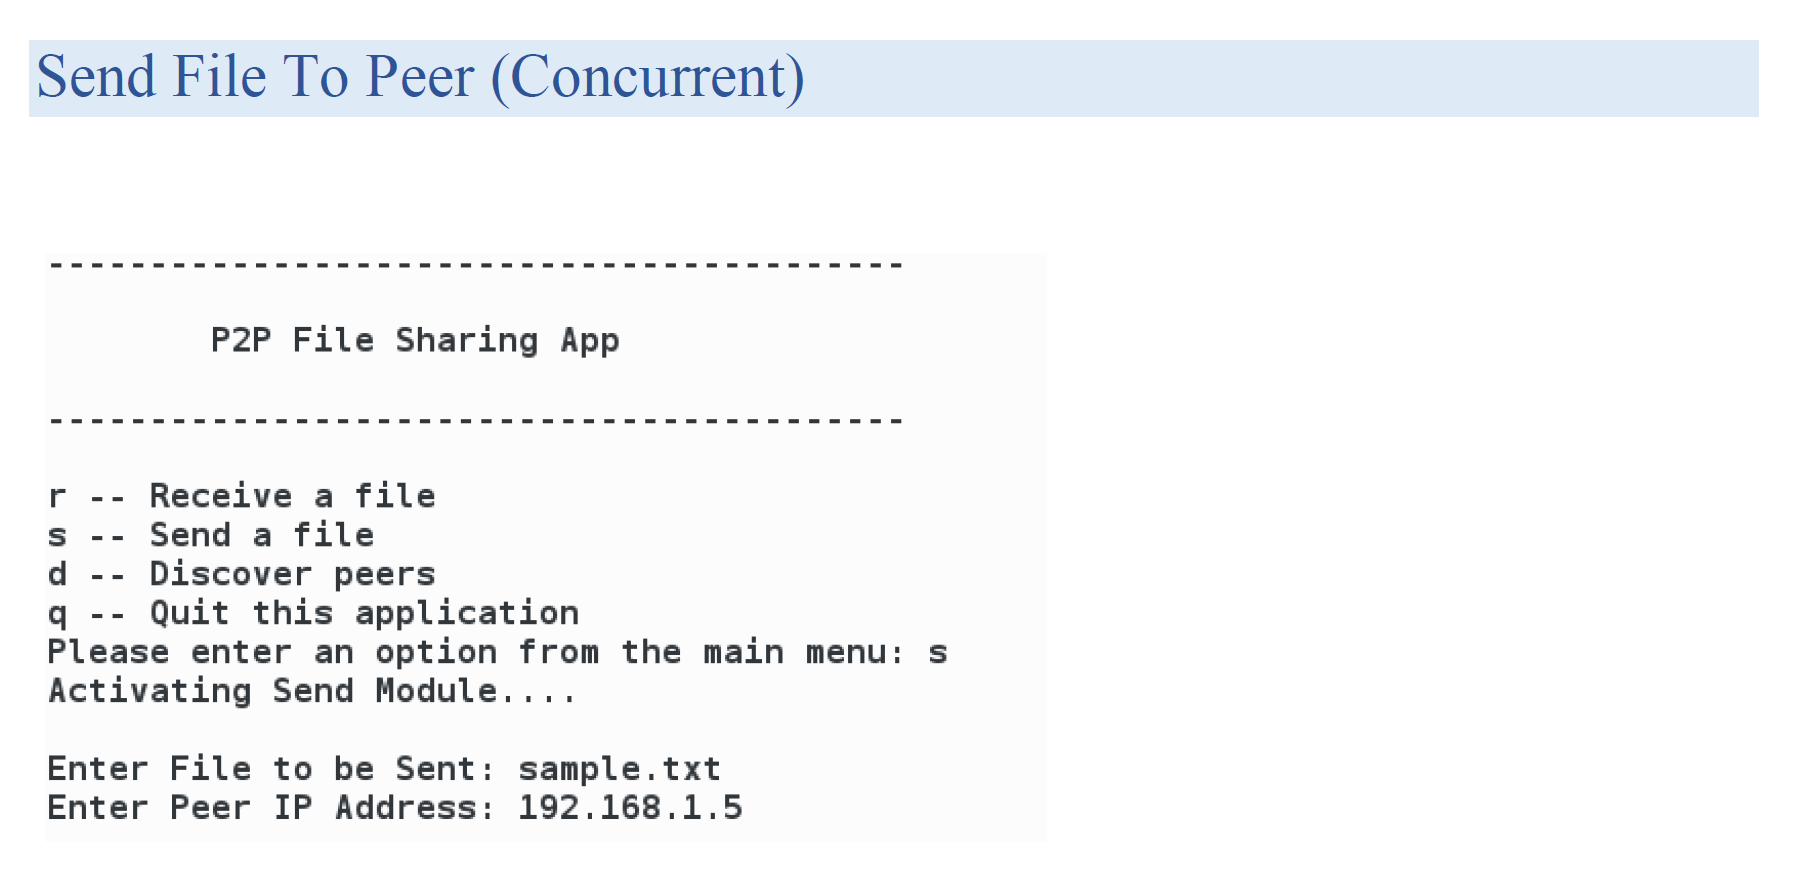 Send File To Peer (Concurrent)
------------------------------------------
P2P File Sharing App
------------------------------------------
r -- Receive a file
s -- Send a file
d -- Discover peers
q -- Quit this application
Please enter an option from the main menu: s
Activating Send Module....
Enter File to be Sent: sample.txt
Enter Peer IP Address: 192.168.1.5